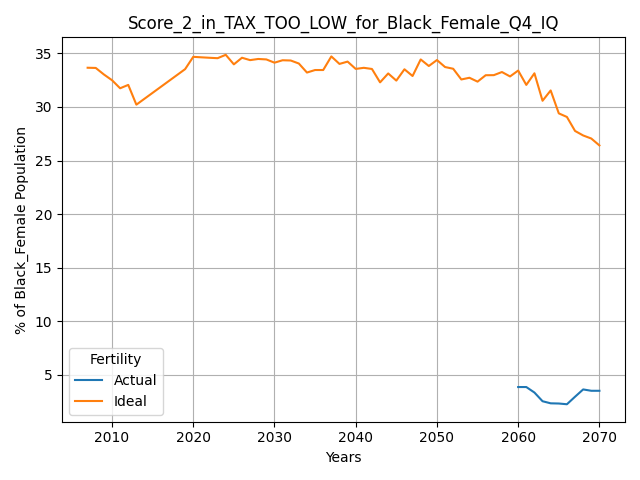 Score_2_in_TAX_TOO_LOW_for_Black_Female_Q4_IQ
% of Black_Female Population
35
30
25
20
15
10
5
Fertility
Actual
Ideal
2010 2020 2030 2040 2050 2060 2070
Years